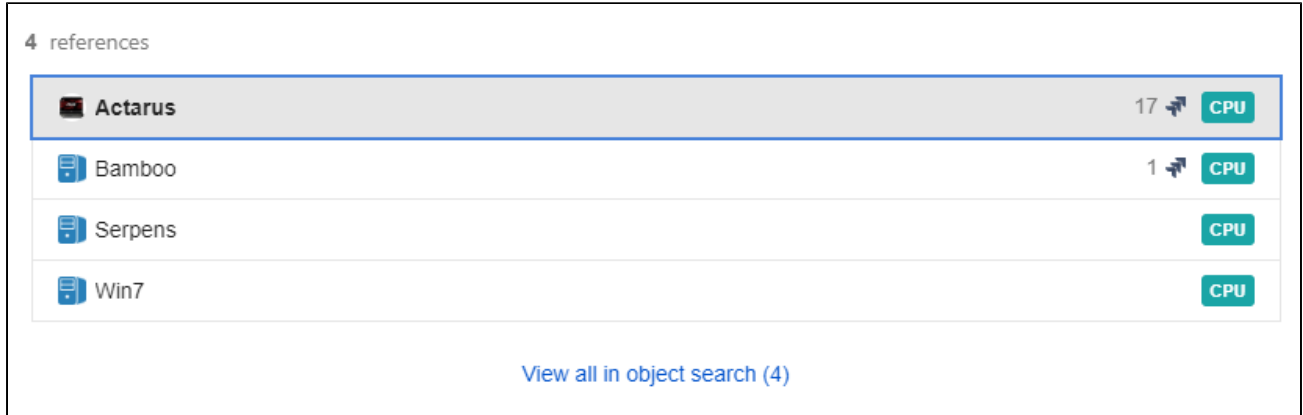 4 references
Actarus 17 CPU
Bamboo 1 CPU
Serpens CPU
Win7 CPU
View all in object search (4)